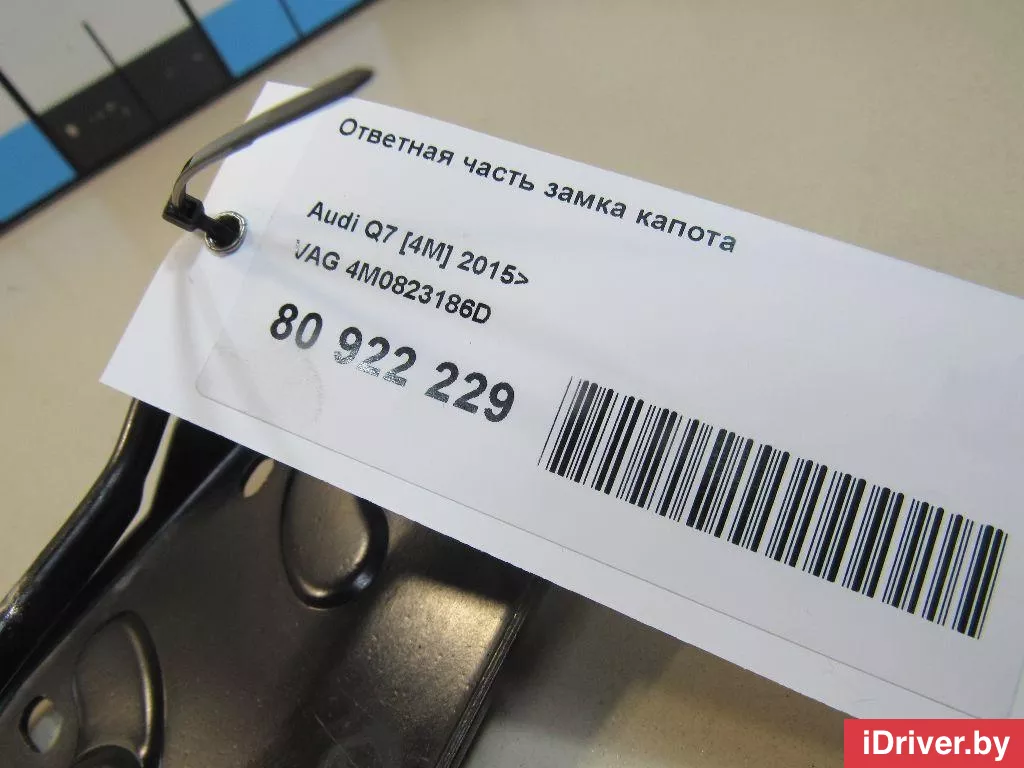 Ответная часть замка капота
Audi Q7 [4M] 2015>
VAG 4M0823186D
80 922 229
iDriver.by